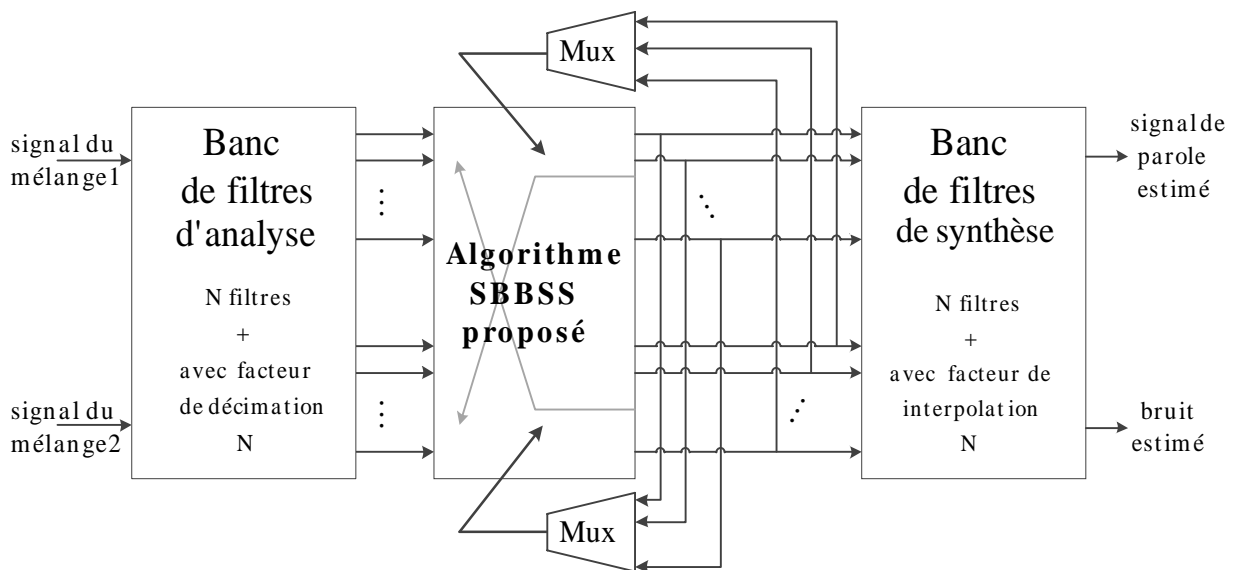 Mux
signal du
mélange1
Banc
de filtres
d'analyse
N filtres
+
avec facteur
de décimation
N
signal du
mélange2
Algorithme
SBBSS
proposé
Banc
de filtres
de synthèse
N filtres
+
avec facteur de
interpolation
N
signal de
parole
estimé
bruit
estimé
Mux